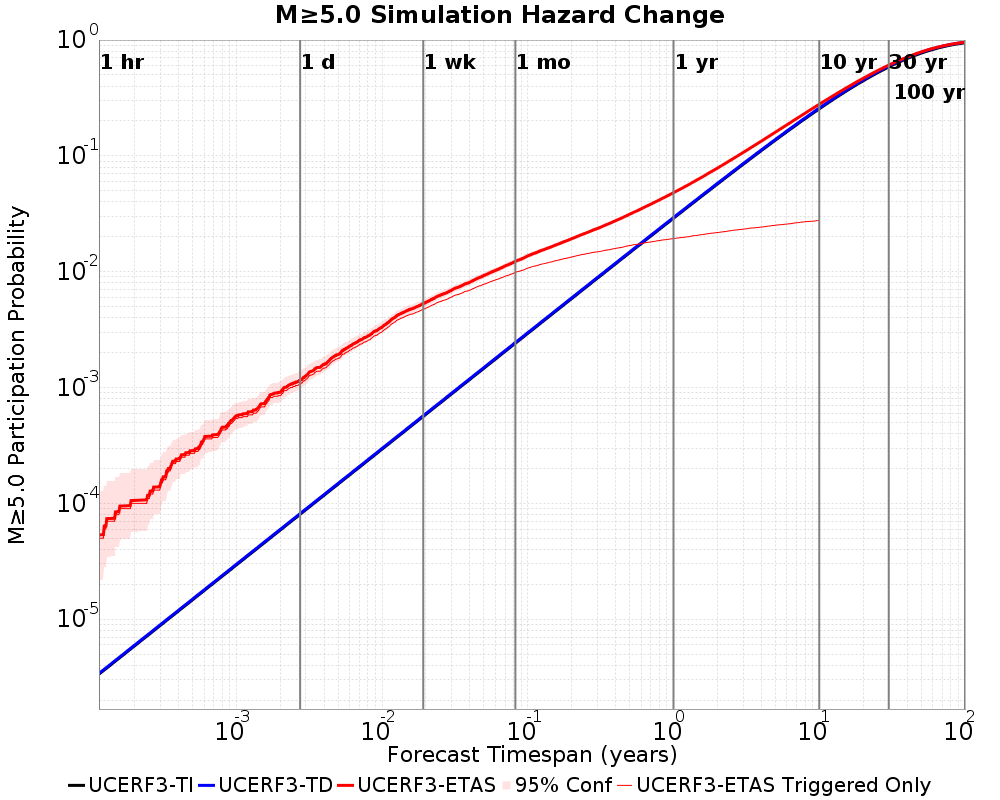 M≥5.0 Simulation Hazard Change
M≥5.0 Participation Probability
10^0
10^-1
10^-2
10^-3
10^-4
10^-5
1 hr
1 d
1 wk
1 mo
1 yr
10 yr
30 yr
100 yr
10^-3
10^-2
10^-1
10^0
10^1
10^2
Forecast Timespan (years)
UCERF3-TI UCERF3-TD UCERF3-ETAS 95% Conf UCERF3-ETAS Triggered Only